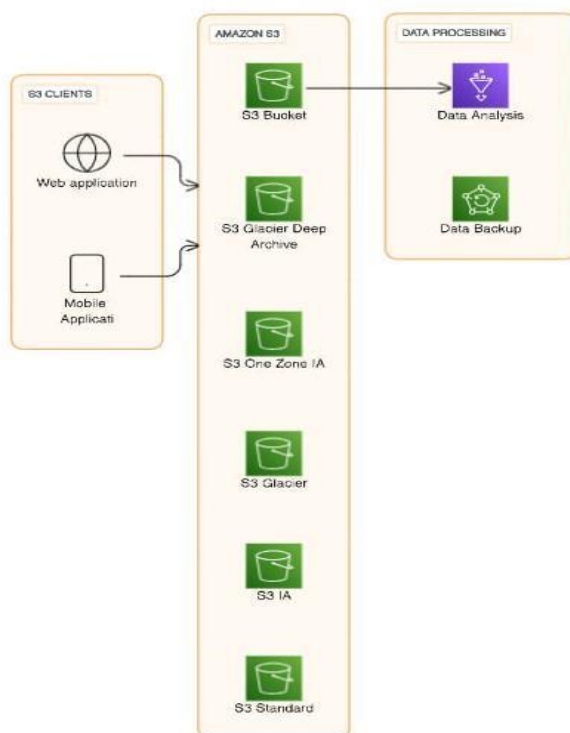 S3 CLIENTS
Web application
Mobile
Applicati
AMAZON S3
S3 Bucket
S3 Glacier Deep
Archive
S3 One Zone IA
S3 Glacier
S3 IA
S3 Standard
DATA PROCESSING
Data Analysis
Data Backup